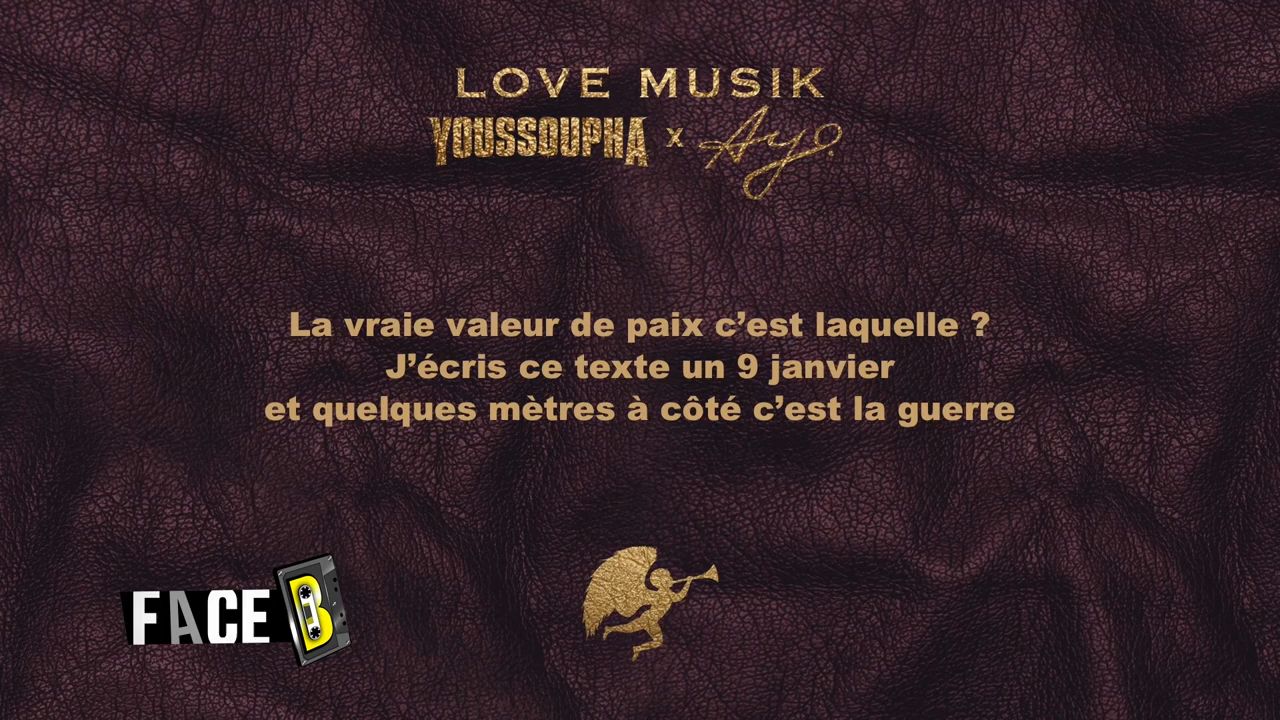 LOVE MUSIK
YOUSSOUPHA x Ayo.
La vraie valeur de paix c’est laquelle ?
J’écris ce texte un 9 janvier
et quelques mètres à côté c’est la guerre
FACE B